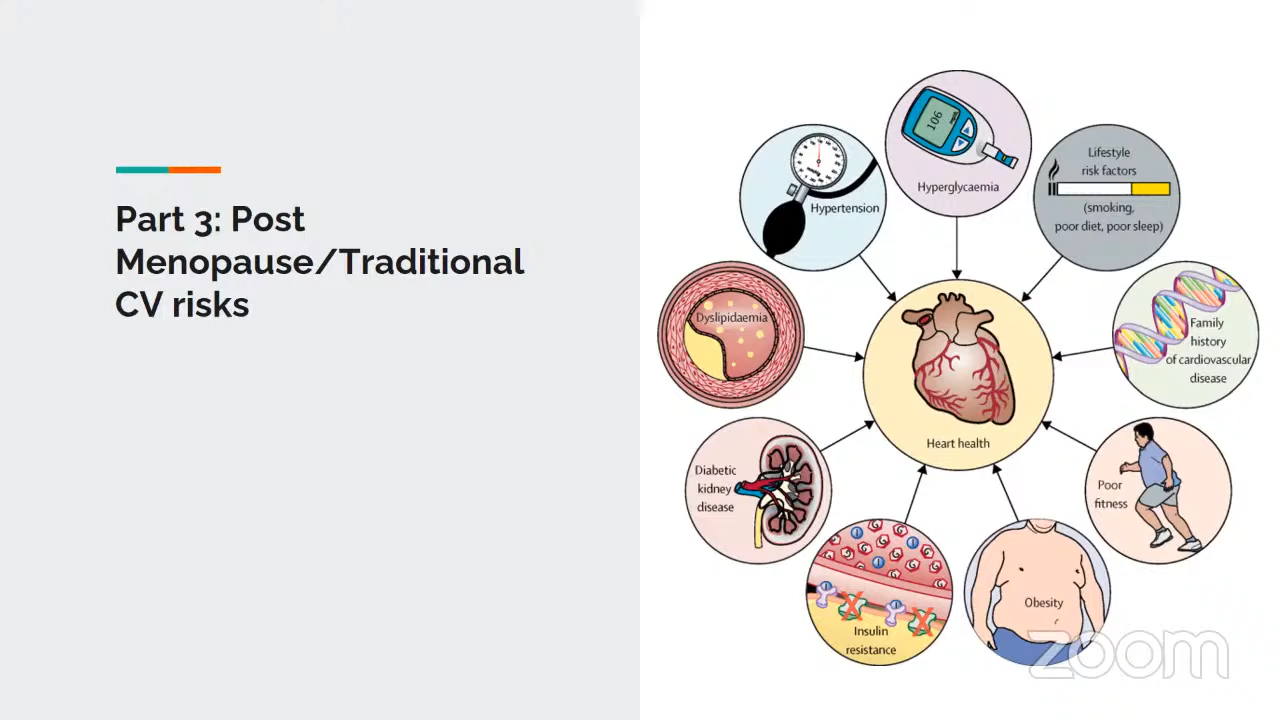 Part 3: Post
Menopause/Traditional
CV risks
106
Hyperglycaemia
Hypertension
Lifestyle
risk factors
(smoking,
poor diet, poor sleep)
Dyslipidaemia
Family
history
of cardiovascular
disease
Heart health
Diabetic
kidney
disease
Poor
fitness
Insulin
resistance
Obesity
zoom